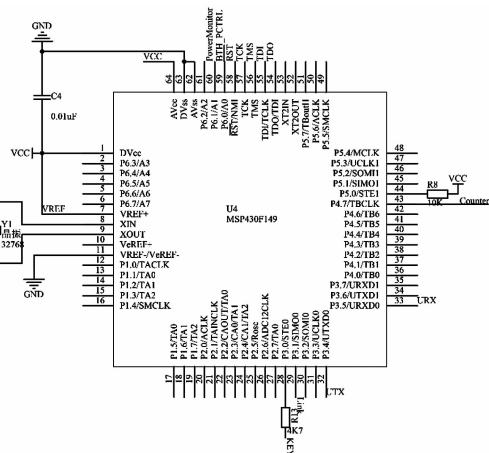 GND
C4
0.01uF
VCC
PowerMonitor
BTH_PCTRL
RST
TCK
TMS
TDI
TDO
64
63
62
61
60
59
58
57
56
55
54
53
52
51
50
49
AVcc
DVss
AVss
P6.2/A2
P6.1/A1
P6.0/A0
RST/NMI
TCK
TMS
TDI/TCLK
TDO/TDI
XT2IN
XT2OUT
P5.7/TBoutH
P5.6/ACLK
P5.5/SMCLK
VCC
1 DVcc
2 P6.3/A3
3 P6.4/A4
4 P6.5/A5
5 P6.6/A6
6 P6.7/A7
VREF 7 VREF+
8 XIN
9 XOUT
10 VeREF+
11 VREF-/VeREF-
12 P1.0/TACLK
13 P1.1/TA0
14 P1.2/TA1
15 P1.3/TA2
16 P1.4/SMCLK
Y1
晶振
32768
GND
U4
MSP430F149
P5.4/MCLK 48
P5.3/UCLK1 47
P5.2/SOMI1 46
P5.1/SIMO1 45
P5.0/STE1 44
P4.7/TBCLK 43
P4.6/TB6 42
P4.5/TB5 41
P4.4/TB4 40
P4.3/TB3 39
P4.2/TB2 38
P4.1/TB1 37
P4.0/TB0 36
P3.7/URXD1 35
P3.6/UTXD1 34
P3.5/URXD0 33
R8
10K
VCC
Counter
URX
P1.5/TA0
P1.6/TA1
P1.7/TA2
P2.0/ACLK
P2.1/TAINCLK
P2.2/CAOUT/TA0
P2.3/CA0/TA1
P2.4/CA1/TA2
P2.5/Rosc
P2.6/ADC12CLK
P2.7/TA0
P3.0/STE0
P3.1/SIMO0
P3.2/SOMI0
P3.3/UCLK0
P3.4/UTXD0
17
18
19
20
21
22
23
24
25
26
27
28
29
30
31
32
Link
UTX
R13
4K7
KEY